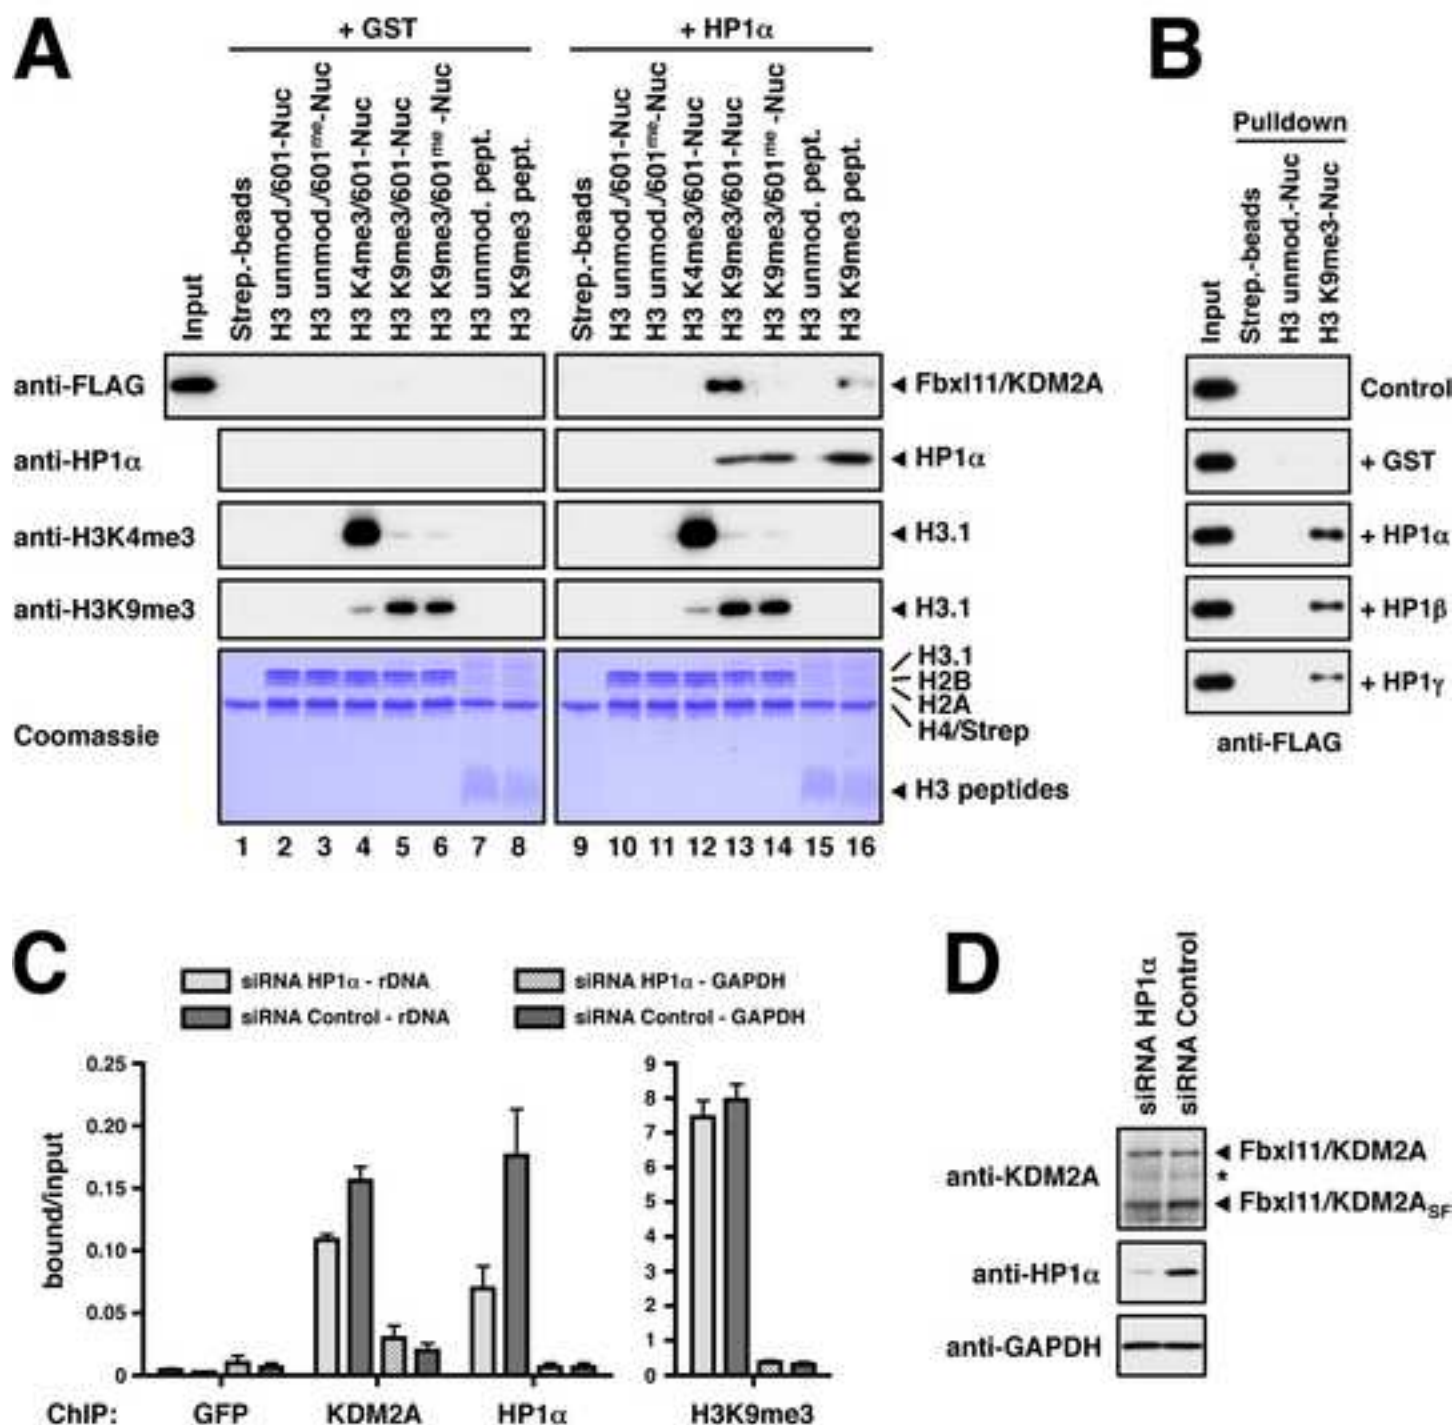 A
+ GST
+ HP1α
Input
Strep.-beads
H3 unmod./601-Nuc
H3 unmod./601me-Nuc
H3 K4me3/601-Nuc
H3 K9me3/601-Nuc
H3 K9me3/601me -Nuc
H3 unmod. pept.
H3 K9me3 pept.
Strep.-beads
H3 unmod./601-Nuc
H3 unmod./601me-Nuc
H3 K4me3/601-Nuc
H3 K9me3/601-Nuc
H3 K9me3/601me -Nuc
H3 unmod. pept.
H3 K9me3 pept.
anti-FLAG
Fbxl11/KDM2A
anti-HP1α
HP1α
anti-H3K4me3
H3.1
anti-H3K9me3
H3.1
Coomassie
H3.1
H2B
H2A
H4/Strep
H3 peptides
1 2 3 4 5 6 7 8 9 10 11 12 13 14 15 16
B
Pulldown
Input
Strep.-beads
H3 unmod.-Nuc
H3 K9me3-Nuc
Control
+ GST
+ HP1α
+ HP1β
+ HP1γ
anti-FLAG
C
siRNA HP1α - rDNA
siRNA HP1α - GAPDH
siRNA Control - rDNA
siRNA Control - GAPDH
bound/input
0.25
0.20
0.15
0.10
0.05
0
9
8
7
6
5
4
3
2
1
0
ChIP: GFP KDM2A HP1α H3K9me3
D
siRNA HP1α
siRNA Control
anti-KDM2A
Fbxl11/KDM2A
*
Fbxl11/KDM2ASF
anti-HP1α
anti-GAPDH